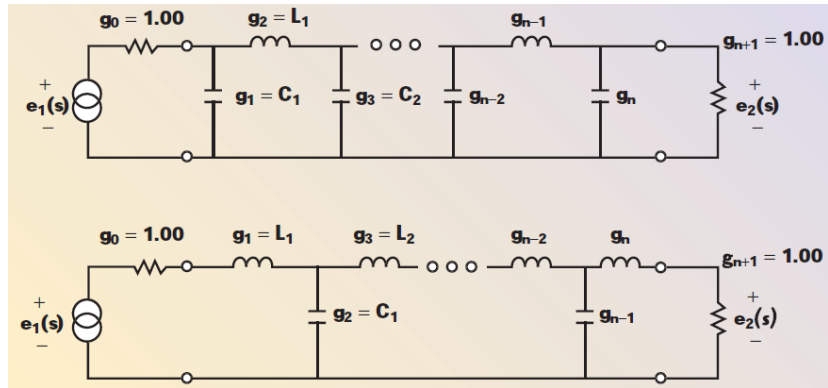 g₀ = 1.00 g₂ = L₁ gₙ₋₁ gₙ₊₁ = 1.00
+
e₁(s)
−
g₁ = C₁ g₃ = C₂ gₙ₋₂ gₙ
+
e₂(s)
−
g₀ = 1.00 g₁ = L₁ g₃ = L₂ gₙ₋₂ gₙ gₙ₊₁ = 1.00
+
e₁(s)
−
g₂ = C₁ gₙ₋₁
+
e₂(s)
−